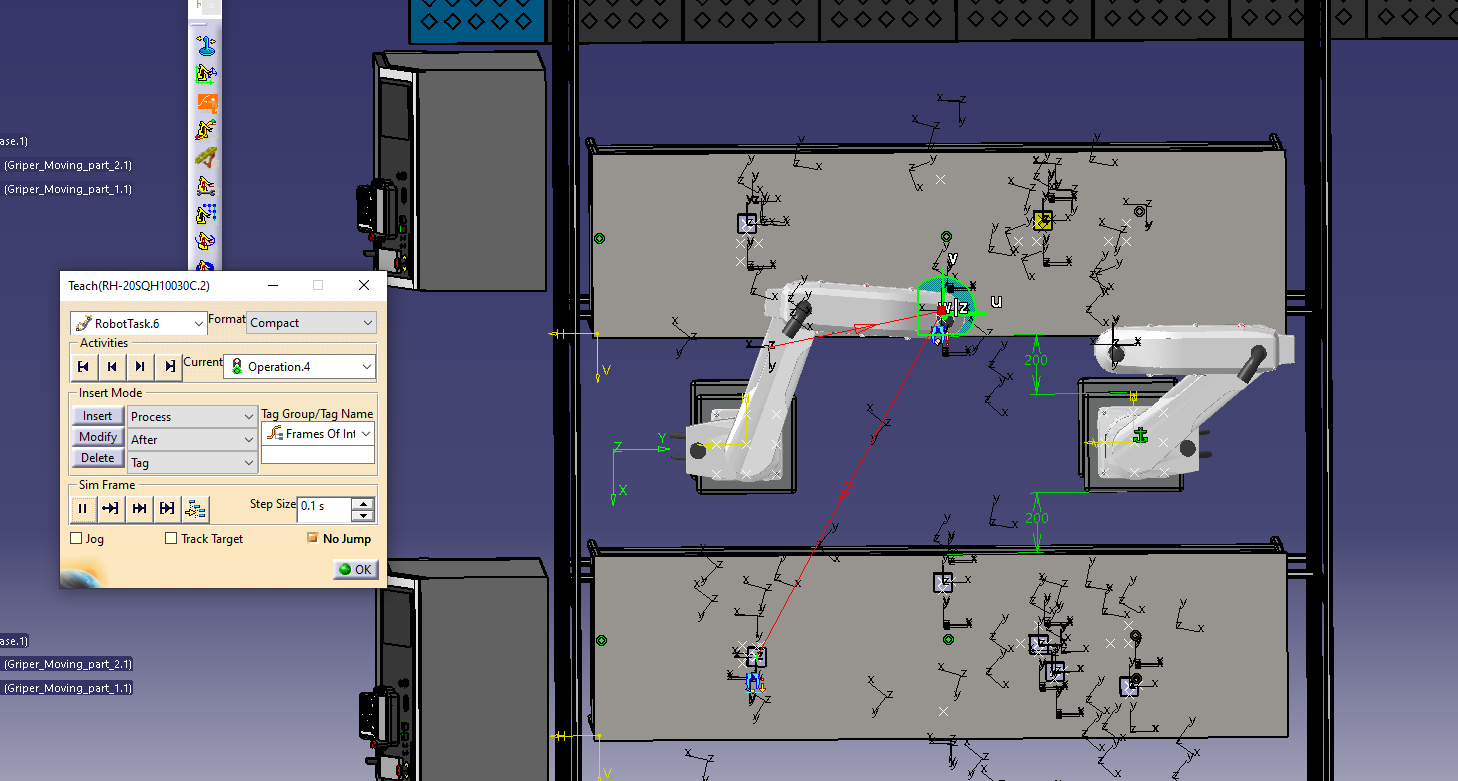 ase.1)
(Griper_Moving_part_2.1)
(Griper_Moving_part_1.1)
Teach(RH-20SQH10030C.2)
RobotTask.6
Format
Compact
Activities
Current
Operation.4
Insert Mode
Insert
Process
Tag Group/Tag Name
Modify
After
Frames Of Int
Delete
Tag
Sim Frame
Step Size
0.1 s
Jog
Track Target
No Jump
OK
ase.1)
(Griper_Moving_part_2.1)
(Griper_Moving_part_1.1)
v
u
200
Z
Y
X
200
V
H
V